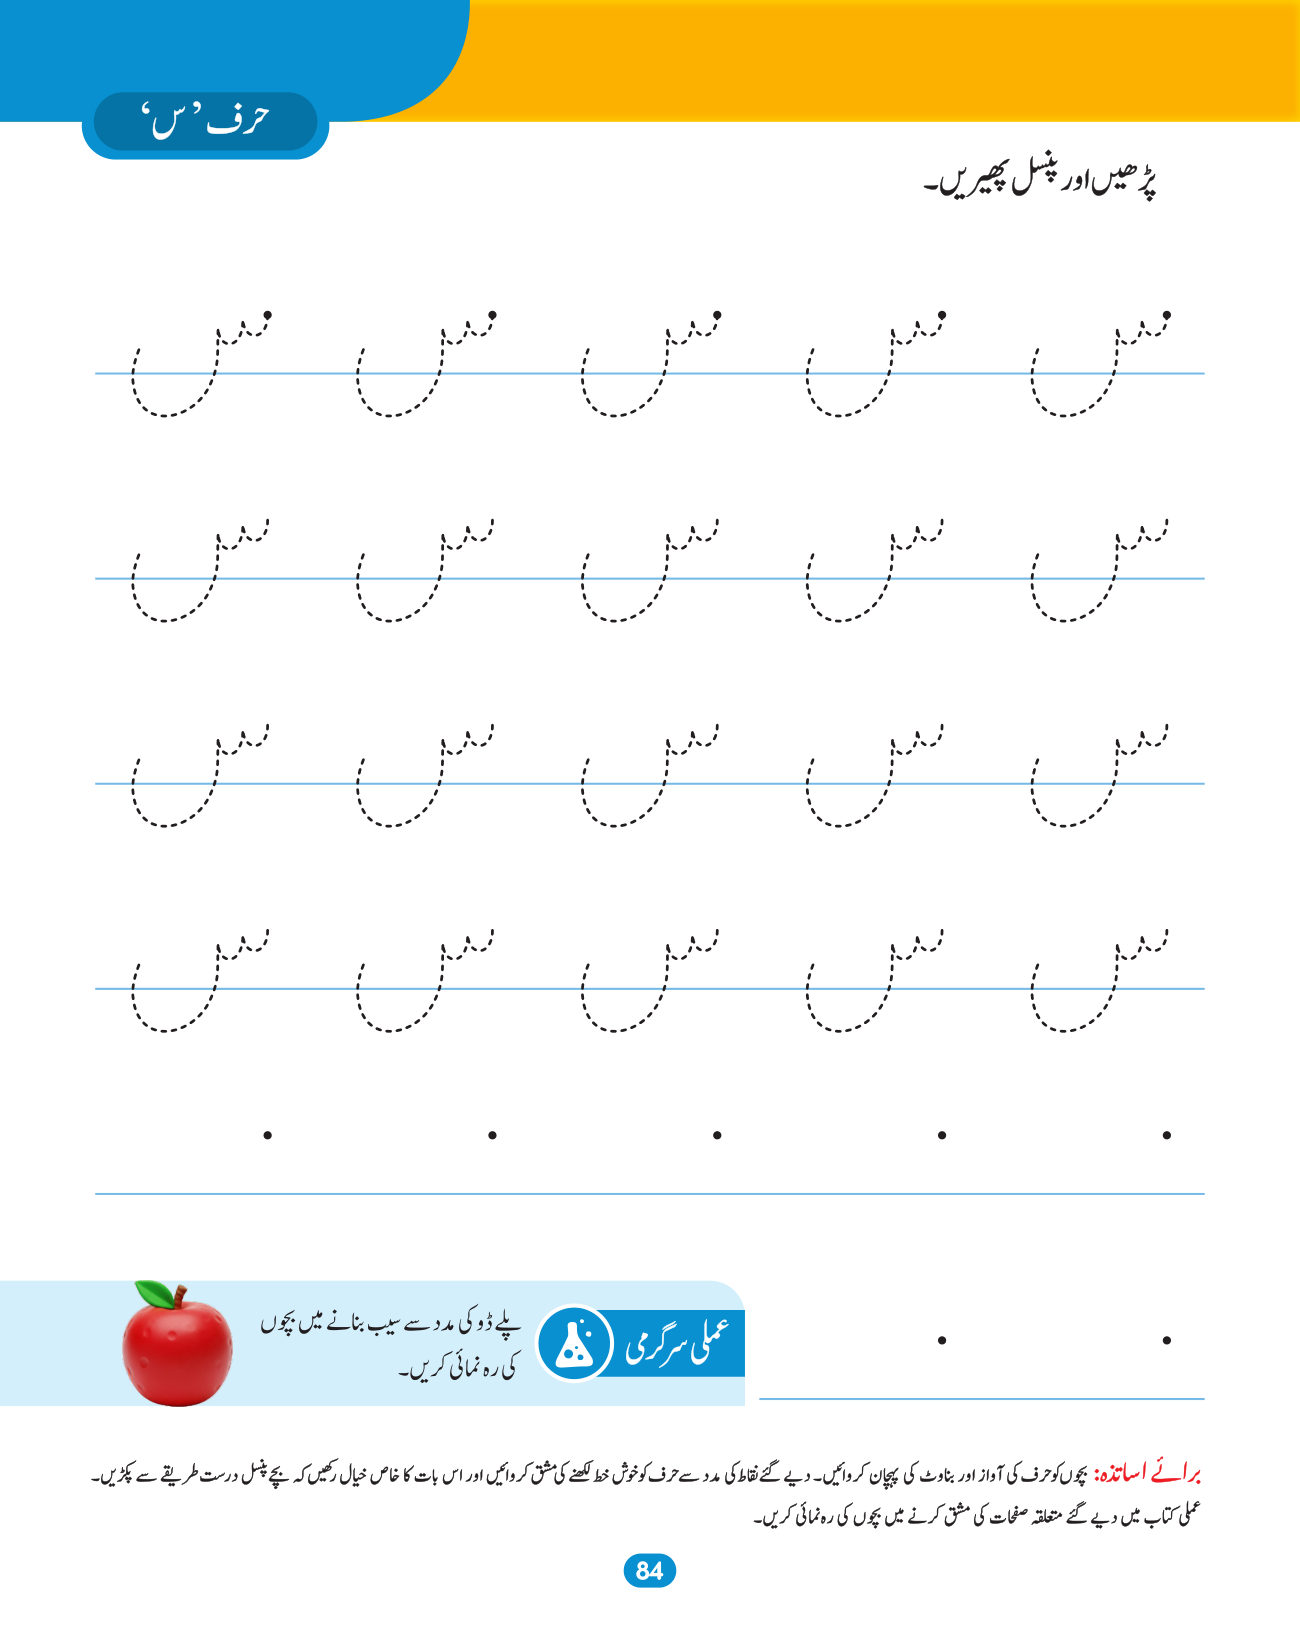 حرف ’س‘
پڑھیں اور پنسل پھیریں۔
س س س س س
س س س س س
س س س س س
س س س س س
عملی سرگرمی
پلے ڈو کی مدد سے سیب بنانے میں بچوں
کی رہ نمائی کریں۔
برائے اساتذہ: بچوں کو حرف کی آواز اور بناوٹ کی پہچان کروائیں۔ دیے گئے نقاط کی مدد سے حرف کو خوش خط لکھنے کی مشق کروائیں اور اس بات کا خاص خیال رکھیں کہ بچے پنسل درست طریقے سے پکڑیں۔
عملی کتاب میں دیے گئے متعلقہ صفحات کی مشق کرنے میں بچوں کی رہ نمائی کریں۔
84